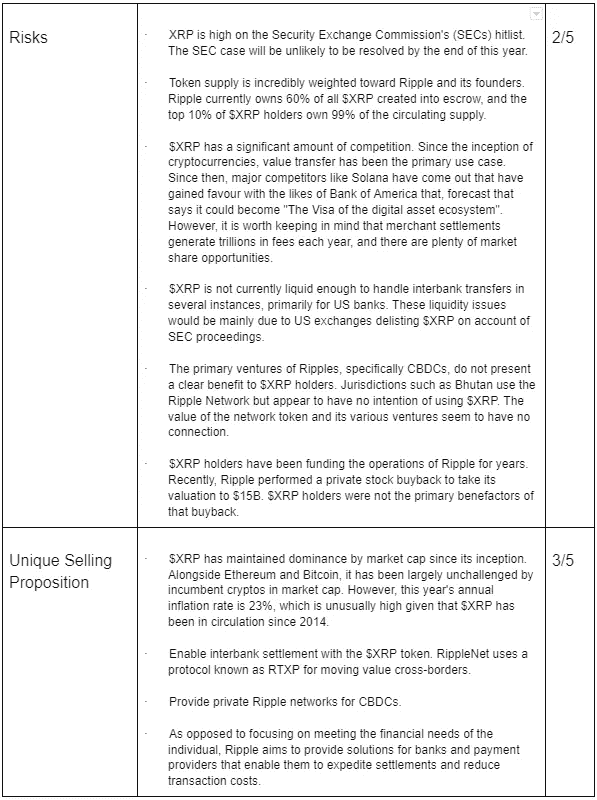 Risks
· XRP is high on the Security Exchange Commission's (SECs) hitlist.
The SEC case will be unlikely to be resolved by the end of this year.
2/5
· Token supply is incredibly weighted toward Ripple and its founders.
Ripple currently owns 60% of all $XRP created into escrow, and the
top 10% of $XRP holders own 99% of the circulating supply.
· $XRP has a significant amount of competition. Since the inception of
cryptocurrencies, value transfer has been the primary use case.
Since then, major competitors like Solana have come out that have
gained favour with the likes of Bank of America that, forecast that
says it could become "The Visa of the digital asset ecosystem".
However, it is worth keeping in mind that merchant settlements
generate trillions in fees each year, and there are plenty of market
share opportunities.
· $XRP is not currently liquid enough to handle interbank transfers in
several instances, primarily for US banks. These liquidity issues
would be mainly due to US exchanges delisting $XRP on account of
SEC proceedings.
· The primary ventures of Ripples, specifically CBDCs, do not present
a clear benefit to $XRP holders. Jurisdictions such as Bhutan use the
Ripple Network but appear to have no intention of using $XRP. The
value of the network token and its various ventures seem to have no
connection.
· $XRP holders have been funding the operations of Ripple for years.
Recently, Ripple performed a private stock buyback to take its
valuation to $15B. $XRP holders were not the primary benefactors of
that buyback.
Unique Selling
Proposition
· $XRP has maintained dominance by market cap since its inception.
Alongside Ethereum and Bitcoin, it has been largely unchallenged by
incumbent cryptos in market cap. However, this year's annual
inflation rate is 23%, which is unusually high given that $XRP has
been in circulation since 2014.
3/5
· Enable interbank settlement with the $XRP token. RippleNet uses a
protocol known as RTXP for moving value cross-borders.
· Provide private Ripple networks for CBDCs.
· As opposed to focusing on meeting the financial needs of the
individual, Ripple aims to provide solutions for banks and payment
providers that enable them to expedite settlements and reduce
transaction costs.